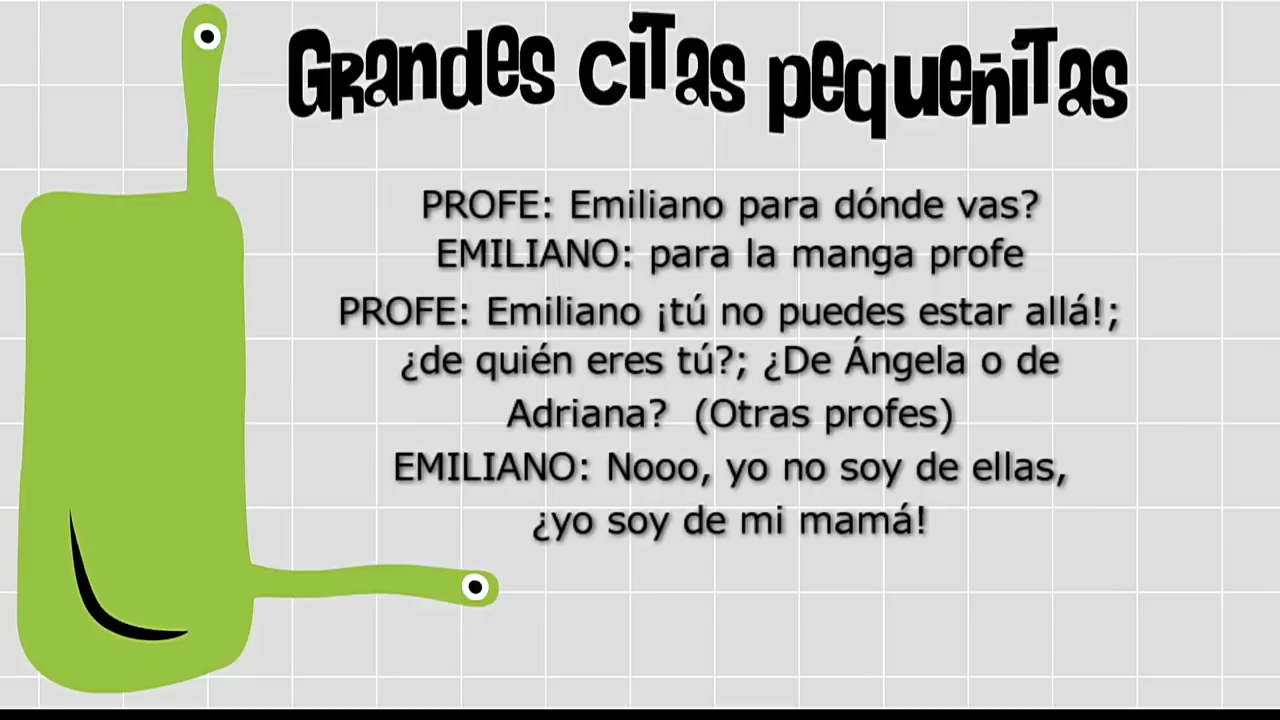 Grandes citas pequeñitas
PROFE: Emiliano para dónde vas?
EMILIANO: para la manga profe
PROFE: Emiliano ¡tú no puedes estar allá!;
¿de quién eres tú?; ¿De Ángela o de
Adriana? (Otras profes)
EMILIANO: Nooo, yo no soy de ellas,
¿yo soy de mi mamá!